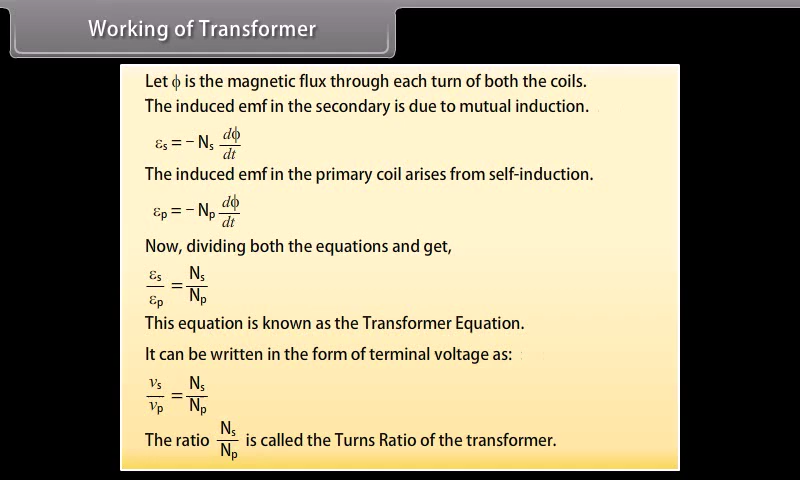 Working of Transformer
Let ϕ is the magnetic flux through each turn of both the coils.
The induced emf in the secondary is due to mutual induction.
εs = − Ns dϕ/dt
The induced emf in the primary coil arises from self-induction.
εp = − Np dϕ/dt
Now, dividing both the equations and get,
εs/εp = Ns/Np
This equation is known as the Transformer Equation.
It can be written in the form of terminal voltage as:
vs/vp = Ns/Np
The ratio Ns/Np is called the Turns Ratio of the transformer.